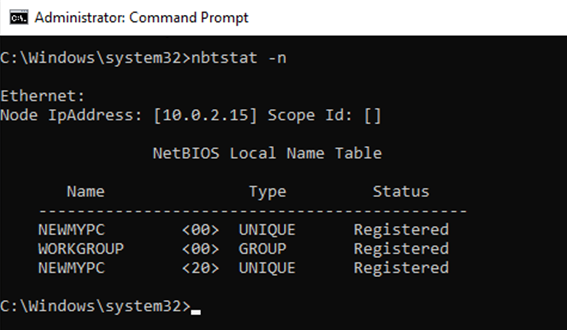 Administrator: Command Prompt
C:\Windows\system32>nbtstat -n
Ethernet:
Node IpAddress: [10.0.2.15] Scope Id: []
NetBIOS Local Name Table
Name Type Status
---------------------------------------------
NEWMYPC <00> UNIQUE Registered
WORKGROUP <00> GROUP Registered
NEWMYPC <20> UNIQUE Registered
C:\Windows\system32>